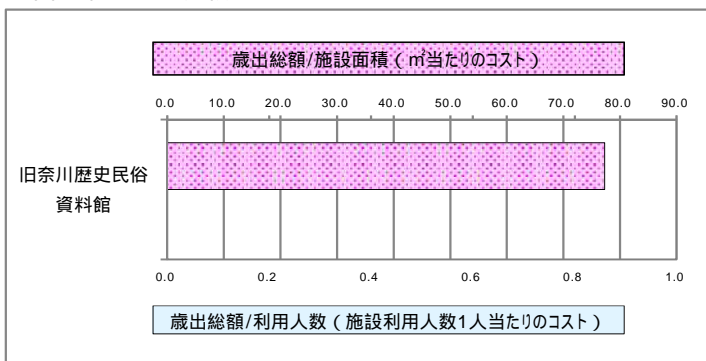 歳出総額/施設面積(㎡当たりのコスト)
0.0 10.0 20.0 30.0 40.0 50.0 60.0 70.0 80.0 90.0
旧奈川歴史民俗
資料館
0.0 0.2 0.4 0.6 0.8 1.0
歳出総額/利用人数(施設利用人数1人当たりのコスト)